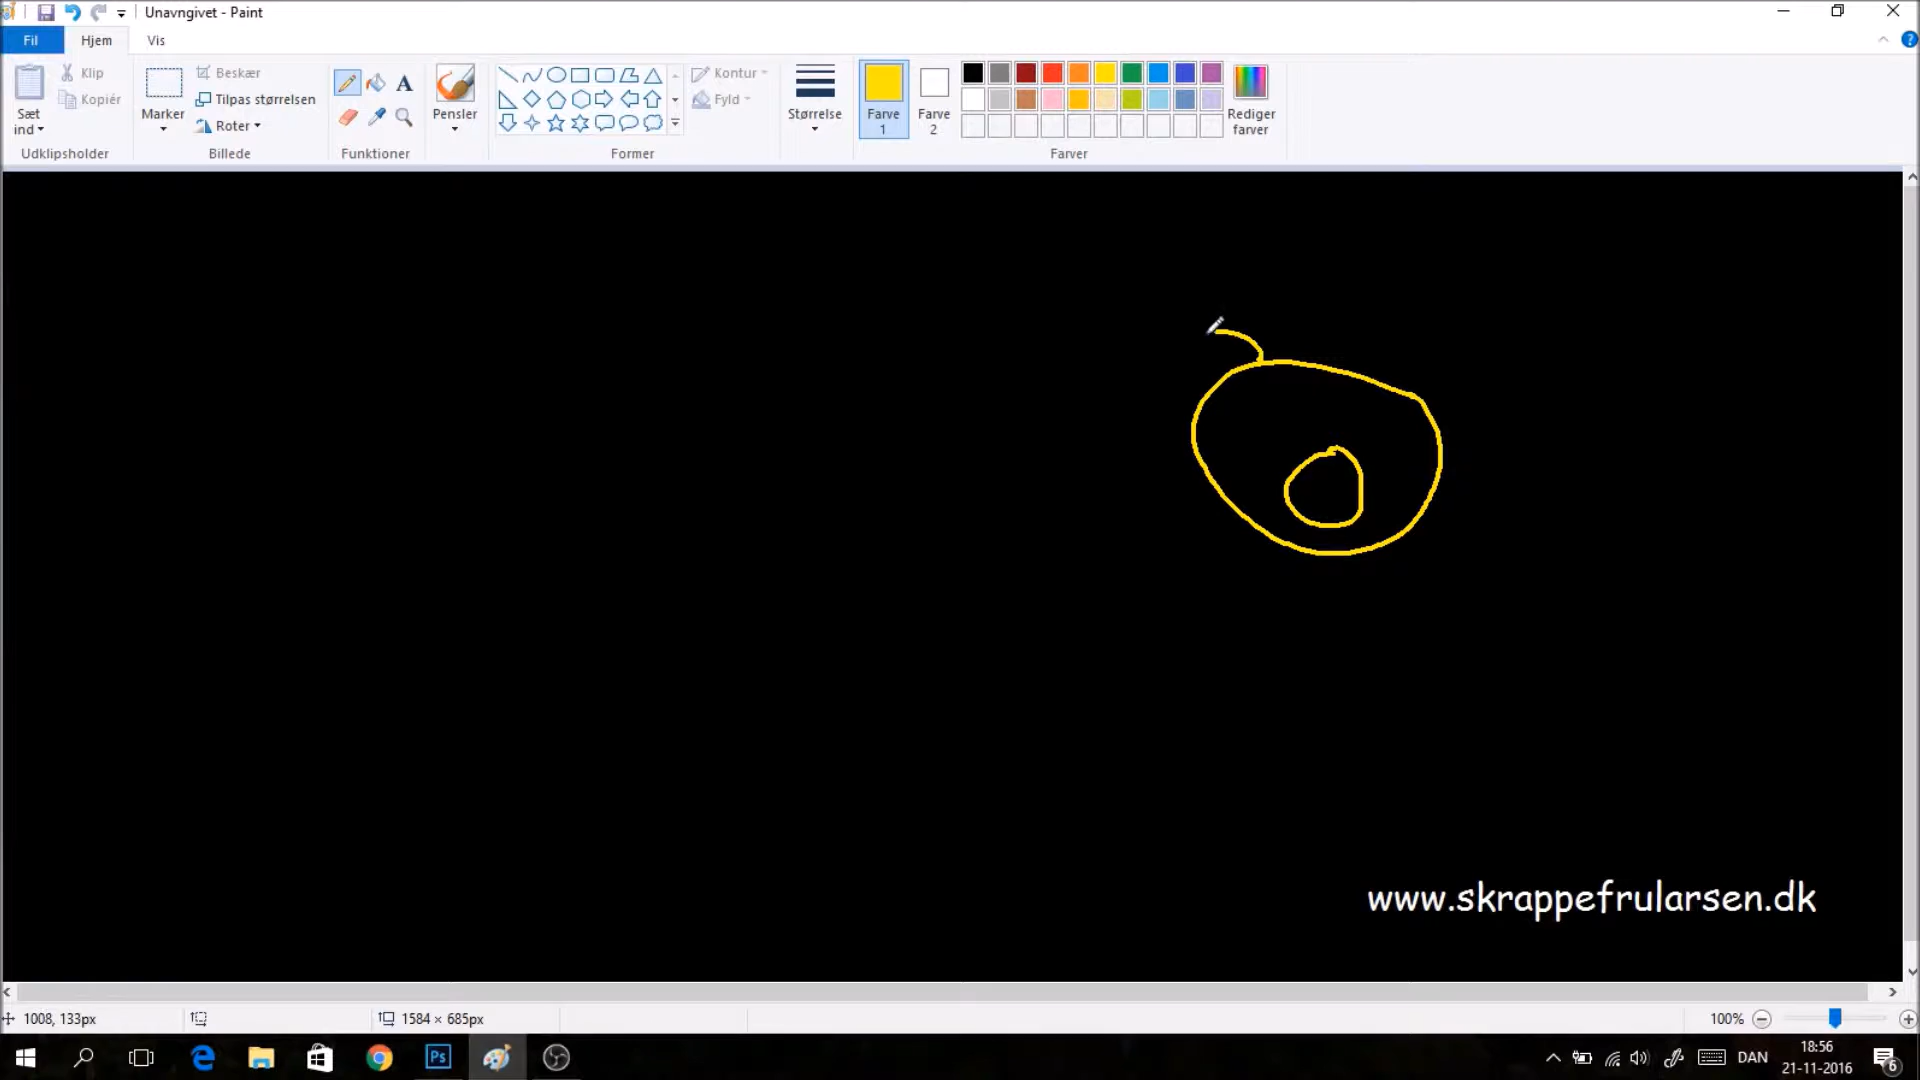 Unavngivet - Paint
Fil
Hjem
Vis
Sæt ind
Klip
Kopiér
Udklipsholder
Marker
Beskær
Tilpas størrelsen
Roter
Billede
A
Funktioner
Pensler
Kontur
Fyld
Former
Størrelse
Farve 1
Farve 2
Rediger farver
Farver
www.skrappefrularsen.dk
1008, 133px
1584 × 685px
100%
Ps
DAN
18:56
21-11-2016
6